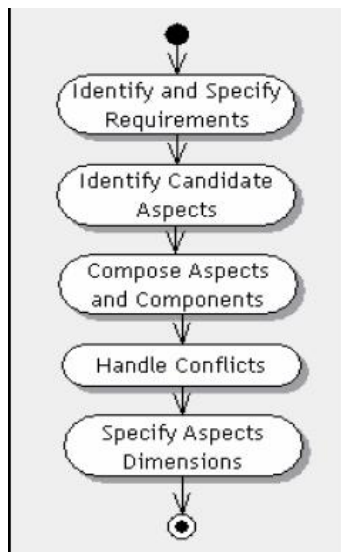 Identify and Specify
Requirements
Identify Candidate
Aspects
Compose Aspects
and Components
Handle Conflicts
Specify Aspects
Dimensions